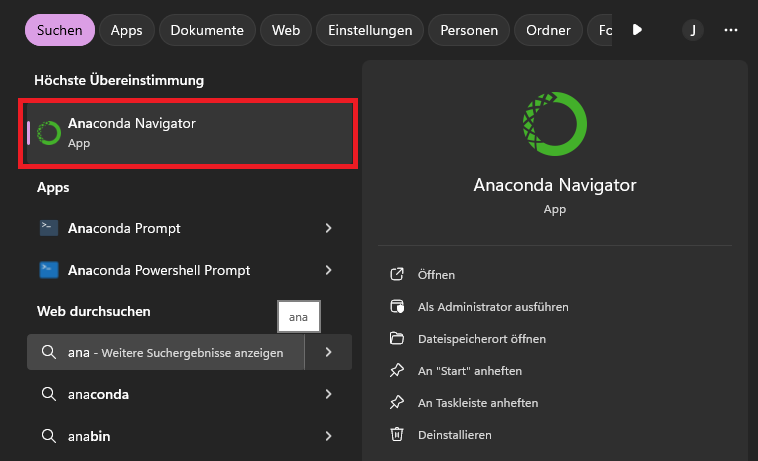 Suchen Apps Dokumente Web Einstellungen Personen Ordner Fo J
Höchste Übereinstimmung
Anaconda Navigator
App
Apps
Anaconda Prompt
Anaconda Powershell Prompt
Web durchsuchen
ana
ana - Weitere Suchergebnisse anzeigen
anaconda
anabin
Anaconda Navigator
App
Öffnen
Als Administrator ausführen
Dateispeicherort öffnen
An "Start" anheften
An Taskleiste anheften
Deinstallieren